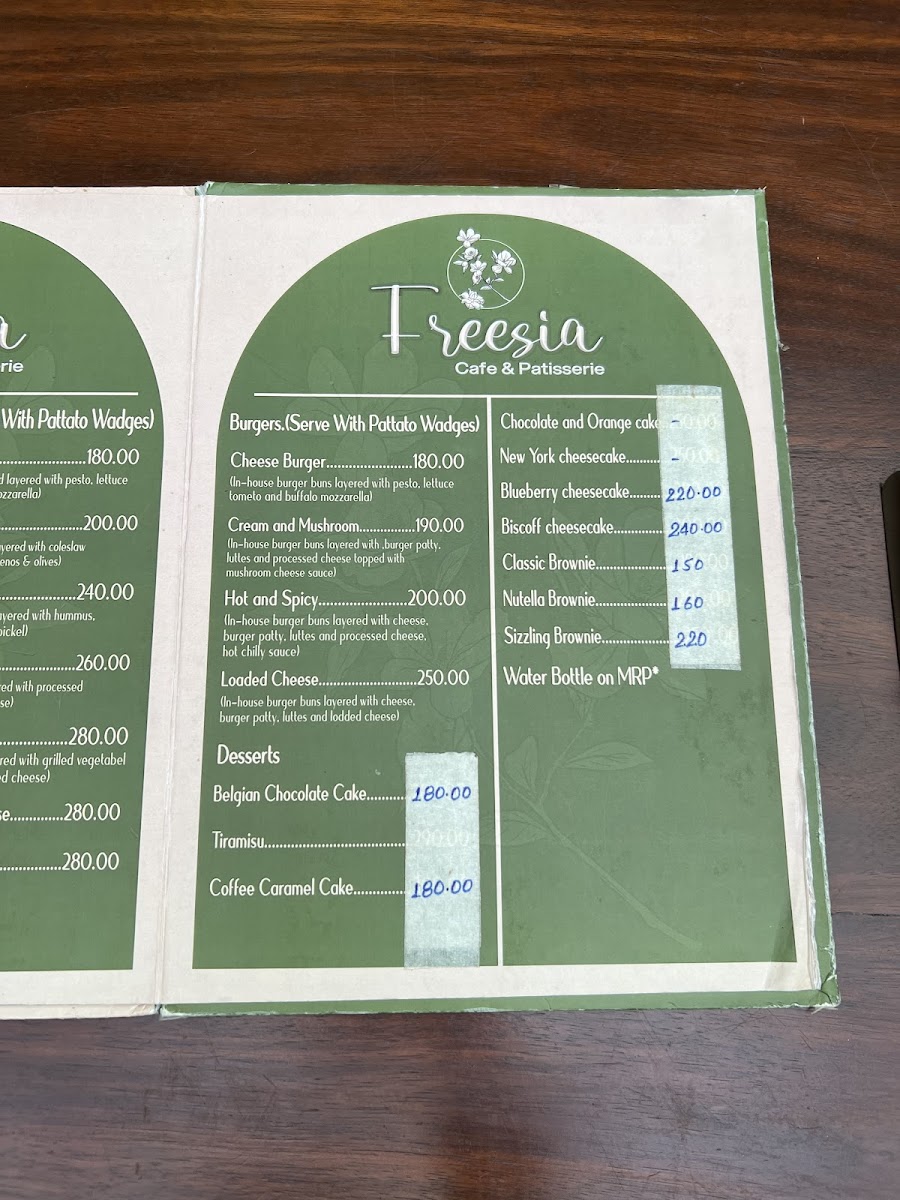 a
rie
With Pattato Wadges)
180.00
d layered with pesto, lettuce
ozzarella)
200.00
ayered with coleslaw
enos & olives)
240.00
ayered with hummus,
pickel)
260.00
red with processed
se)
280.00
red with grilled vegetabel
ed cheese)
se..............280.00
280.00
Freesia
Cafe & Patisserie
Burgers.(Serve With Pattato Wadges)
Cheese Burger........................180.00
(In-house burger buns layered with pesto, lettuce
tometo and buffalo mozzarella)
Cream and Mushroom...............190.00
(In-house burger buns layered with ,burger patty,
luttes and processed cheese topped with
mushroom cheese sauce)
Hot and Spicy.........................200.00
(In-house burger buns layered with cheese,
burger patty, luttes and processed cheese,
hot chilly sauce)
Loaded Cheese............................250.00
(In-house burger buns layered with cheese,
burger patty, luttes and lodded cheese)
Desserts
Belgian Chocolate Cake.......... 180.00
Tiramisu.......................................
Coffee Caramel Cake............. 180.00
Chocolate and Orange cake
New York cheesecake.........
Blueberry cheesecake......... 220.00
Biscoff cheesecake............. 240.00
Classic Brownie................... 150
Nutella Brownie................... 160
Sizzling Brownie.................. 220
Water Bottle on MRP*